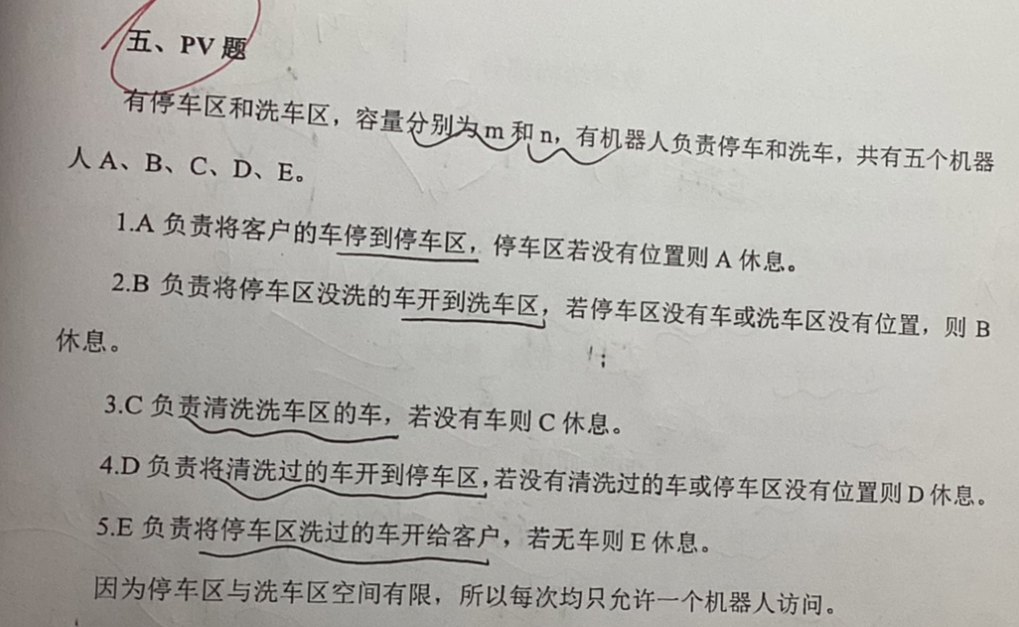 五、PV 题
有停车区和洗车区，容量分别为 m 和 n，有机器人负责停车和洗车，共有五个机器
人 A、B、C、D、E。
1.A 负责将客户的车停到停车区，停车区若没有位置则 A 休息。
2.B 负责将停车区没洗的车开到洗车区，若停车区没有车或洗车区没有位置，则 B
休息。
3.C 负责清洗洗车区的车，若没有车则 C 休息。
4.D 负责将清洗过的车开到停车区，若没有清洗过的车或停车区没有位置则 D 休息。
5.E 负责将停车区洗过的车开给客户，若无车则 E 休息。
因为停车区与洗车区空间有限，所以每次均只允许一个机器人访问。